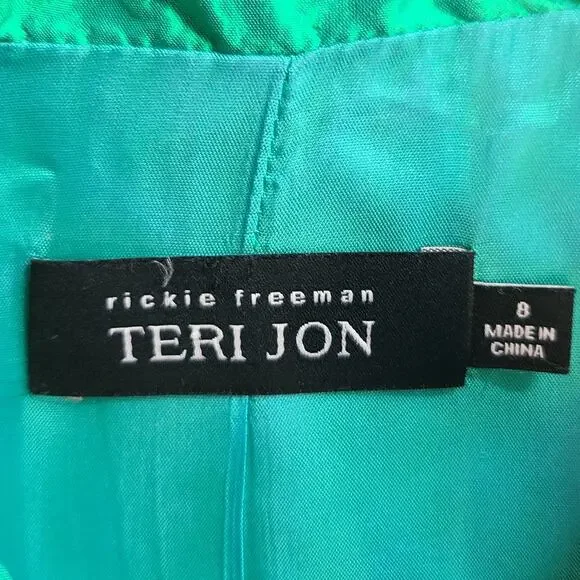 rickie freeman
TERI JON
8
MADE IN
CHINA